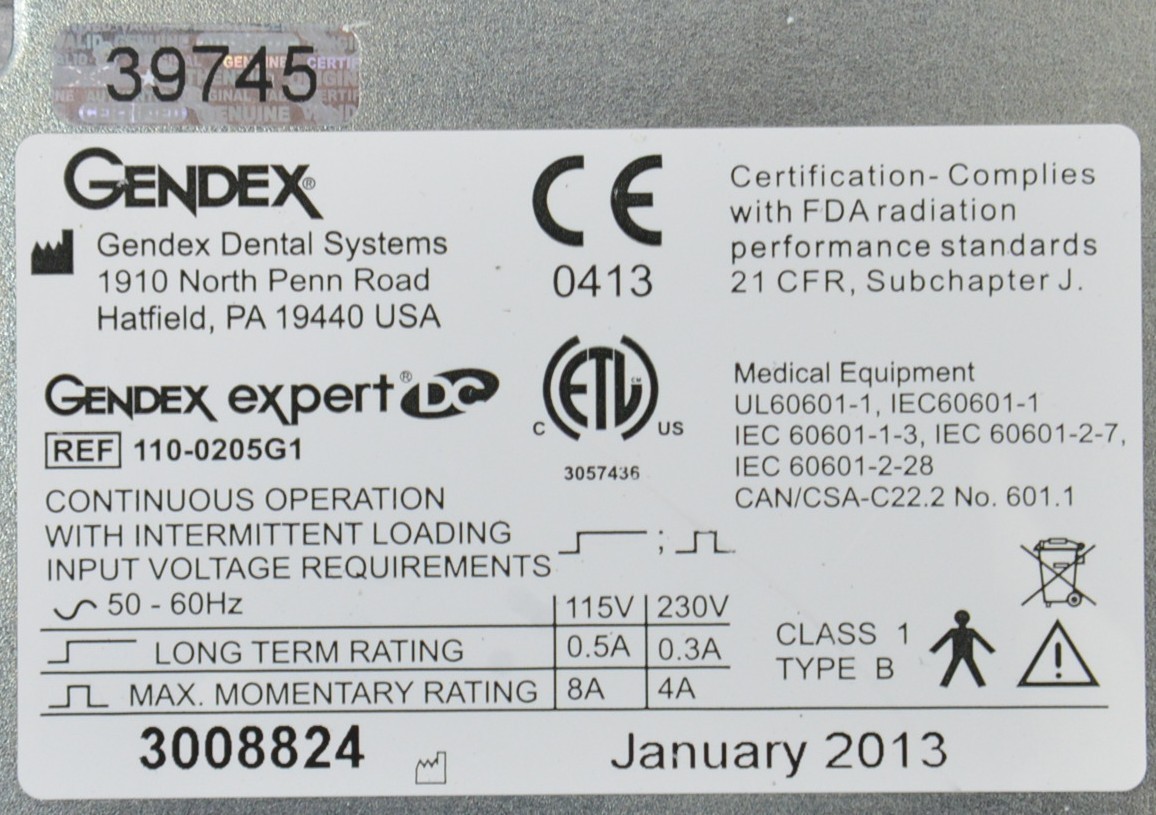 39745
GENDEX®
Gendex Dental Systems
1910 North Penn Road
Hatfield, PA 19440 USA
CE
0413
Certification- Complies
with FDA radiation
performance standards
21 CFR, Subchapter J.
GENDEX expert® DC
REF 110-0205G1
C ETL CM US
3057436
Medical Equipment
UL60601-1, IEC60601-1
IEC 60601-1-3, IEC 60601-2-7,
IEC 60601-2-28
CAN/CSA-C22.2 No. 601.1
CONTINUOUS OPERATION
WITH INTERMITTENT LOADING ;
INPUT VOLTAGE REQUIREMENTS
50 - 60Hz 115V 230V
LONG TERM RATING 0.5A 0.3A
MAX. MOMENTARY RATING 8A 4A
CLASS 1
TYPE B
3008824 January 2013